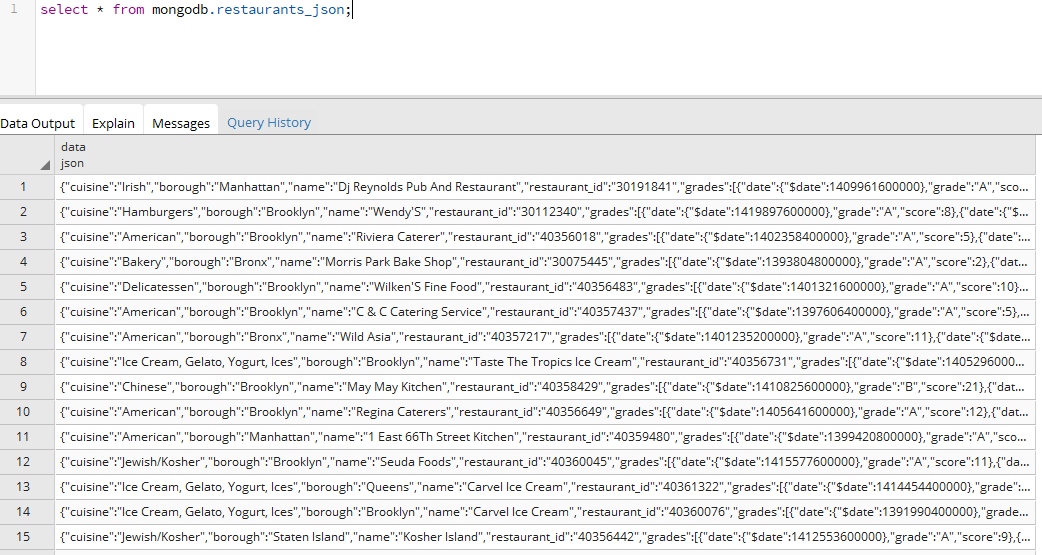 1 select * from mongodb.restaurants_json;
Data Output Explain Messages Query History
data
json
1 {"cuisine":"Irish","borough":"Manhattan","name":"Dj Reynolds Pub And Restaurant","restaurant_id":"30191841","grades":[{"date":{"$date":1409961600000},"grade":"A","sco...
2 {"cuisine":"Hamburgers","borough":"Brooklyn","name":"Wendy'S","restaurant_id":"30112340","grades":[{"date":{"$date":1419897600000},"grade":"A","score":8},{"date":{"$...
3 {"cuisine":"American","borough":"Brooklyn","name":"Riviera Caterer","restaurant_id":"40356018","grades":[{"date":{"$date":1402358400000},"grade":"A","score":5},{"date":{...
4 {"cuisine":"Bakery","borough":"Bronx","name":"Morris Park Bake Shop","restaurant_id":"30075445","grades":[{"date":{"$date":1393804800000},"grade":"A","score":2},{"dat...
5 {"cuisine":"Delicatessen","borough":"Brooklyn","name":"Wilken'S Fine Food","restaurant_id":"40356483","grades":[{"date":{"$date":1401321600000},"grade":"A","score":10}...
6 {"cuisine":"American","borough":"Brooklyn","name":"C & C Catering Service","restaurant_id":"40357437","grades":[{"date":{"$date":1397606400000},"grade":"A","score":5},...
7 {"cuisine":"American","borough":"Bronx","name":"Wild Asia","restaurant_id":"40357217","grades":[{"date":{"$date":1401235200000},"grade":"A","score":11},{"date":{"$date...
8 {"cuisine":"Ice Cream, Gelato, Yogurt, Ices","borough":"Brooklyn","name":"Taste The Tropics Ice Cream","restaurant_id":"40356731","grades":[{"date":{"$date":1405296000...
9 {"cuisine":"Chinese","borough":"Brooklyn","name":"May May Kitchen","restaurant_id":"40358429","grades":[{"date":{"$date":1410825600000},"grade":"B","score":21},{"dat...
10 {"cuisine":"American","borough":"Brooklyn","name":"Regina Caterers","restaurant_id":"40356649","grades":[{"date":{"$date":1405641600000},"grade":"A","score":12},{"dat...
11 {"cuisine":"American","borough":"Manhattan","name":"1 East 66Th Street Kitchen","restaurant_id":"40359480","grades":[{"date":{"$date":1399420800000},"grade":"A","sco...
12 {"cuisine":"Jewish/Kosher","borough":"Brooklyn","name":"Seuda Foods","restaurant_id":"40360045","grades":[{"date":{"$date":1415577600000},"grade":"A","score":11},{"da...
13 {"cuisine":"Ice Cream, Gelato, Yogurt, Ices","borough":"Queens","name":"Carvel Ice Cream","restaurant_id":"40361322","grades":[{"date":{"$date":1414454400000},"grade":...
14 {"cuisine":"Ice Cream, Gelato, Yogurt, Ices","borough":"Brooklyn","name":"Carvel Ice Cream","restaurant_id":"40360076","grades":[{"date":{"$date":1391990400000},"grade...
15 {"cuisine":"Jewish/Kosher","borough":"Staten Island","name":"Kosher Island","restaurant_id":"40356442","grades":[{"date":{"$date":1412553600000},"grade":"A","score":9},{...